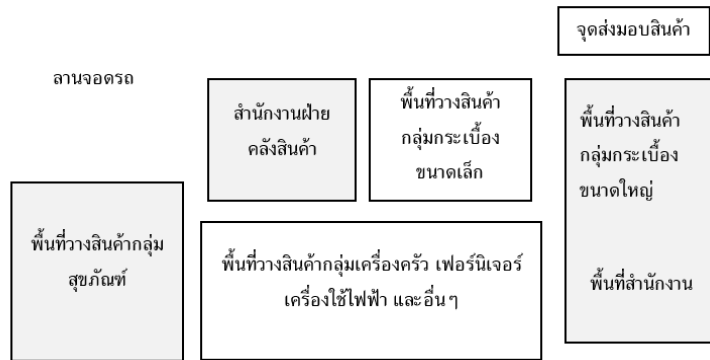 จุดส่งมอบสินค้า
ลานจอดรถ
สำนักงานฝ่าย
คลังสินค้า
พื้นที่วางสินค้า
กลุ่มกระเบื้อง
ขนาดเล็ก
พื้นที่วางสินค้า
กลุ่มกระเบื้อง
ขนาดใหญ่
พื้นที่วางสินค้ากลุ่ม
สุขภัณฑ์
พื้นที่วางสินค้ากลุ่มเครื่องครัว เฟอร์นิเจอร์
เครื่องใช้ไฟฟ้า และอื่นๆ
พื้นที่สำนักงาน